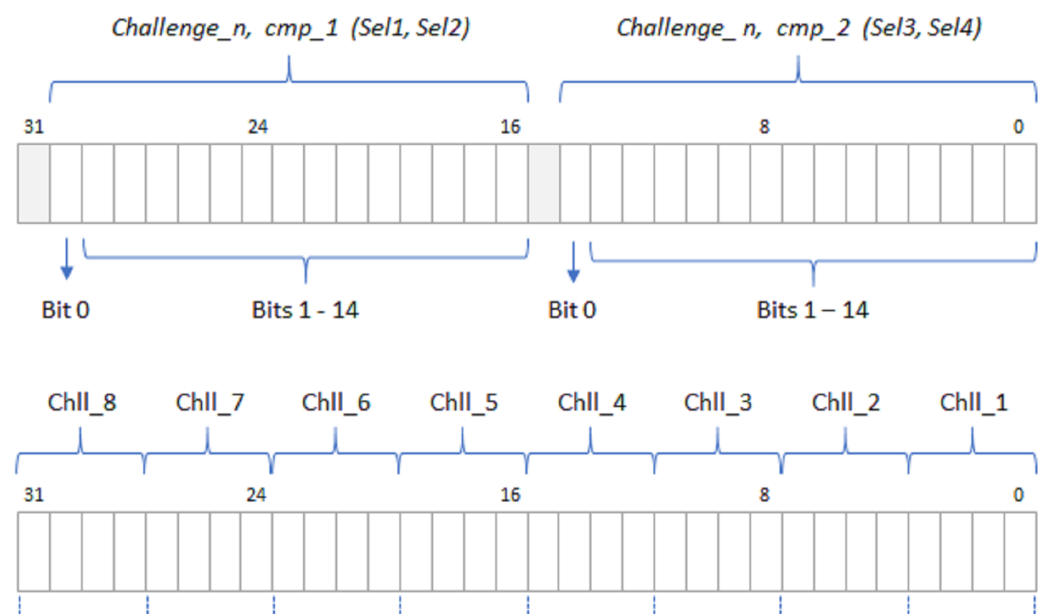 Challenge_n, cmp_1 (Sel1, Sel2) Challenge_ n, cmp_2 (Sel3, Sel4)
31 24 16 8 0
Bit 0 Bits 1 - 14 Bit 0 Bits 1 – 14
Chll_8 Chll_7 Chll_6 Chll_5 Chll_4 Chll_3 Chll_2 Chll_1
31 24 16 8 0